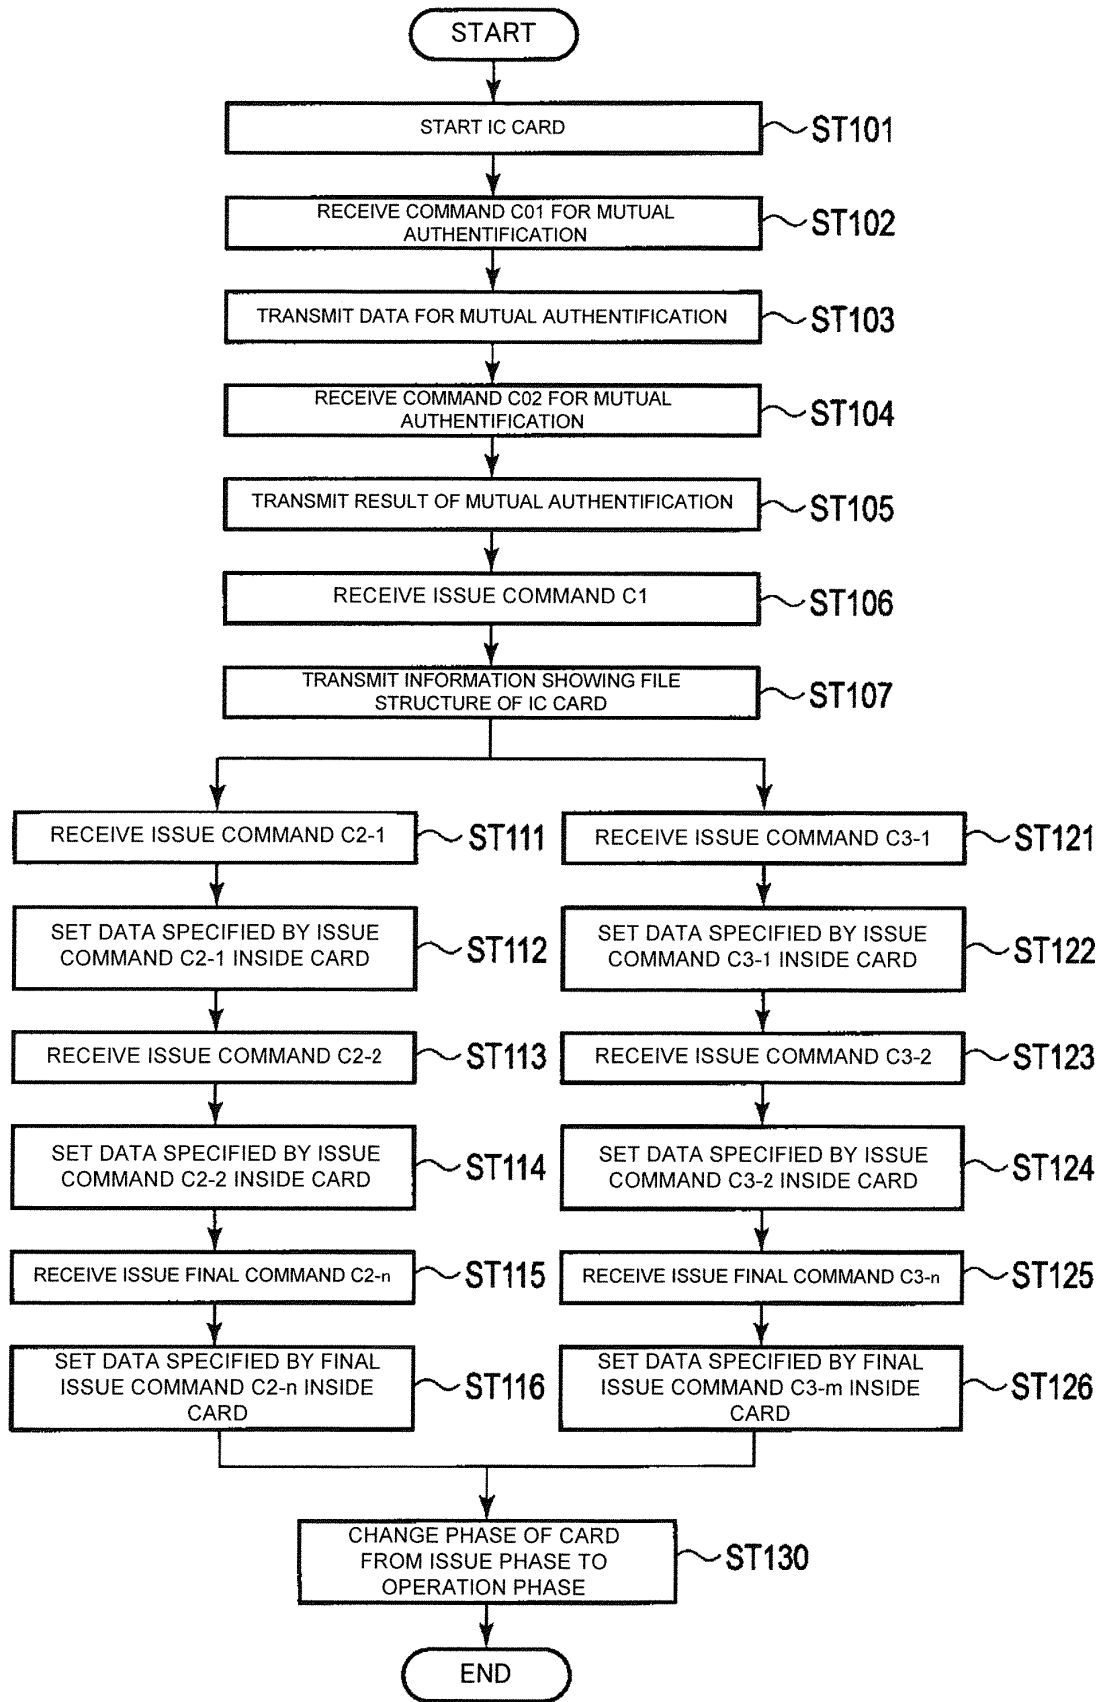 START
START IC CARD
ST101
RECEIVE COMMAND C01 FOR MUTUAL
AUTHENTIFICATION
ST102
TRANSMIT DATA FOR MUTUAL AUTHENTIFICATION
ST103
RECEIVE COMMAND C02 FOR MUTUAL
AUTHENTIFICATION
ST104
TRANSMIT RESULT OF MUTUAL AUTHENTIFICATION
ST105
RECEIVE ISSUE COMMAND C1
ST106
TRANSMIT INFORMATION SHOWING FILE
STRUCTURE OF IC CARD
ST107
RECEIVE ISSUE COMMAND C2-1
ST111
SET DATA SPECIFIED BY ISSUE
COMMAND C2-1 INSIDE CARD
ST112
RECEIVE ISSUE COMMAND C2-2
ST113
SET DATA SPECIFIED BY ISSUE
COMMAND C2-2 INSIDE CARD
ST114
RECEIVE ISSUE FINAL COMMAND C2-n
ST115
SET DATA SPECIFIED BY FINAL
ISSUE COMMAND C2-n INSIDE
CARD
ST116
RECEIVE ISSUE COMMAND C3-1
ST121
SET DATA SPECIFIED BY ISSUE
COMMAND C3-1 INSIDE CARD
ST122
RECEIVE ISSUE COMMAND C3-2
ST123
SET DATA SPECIFIED BY ISSUE
COMMAND C3-2 INSIDE CARD
ST124
RECEIVE ISSUE FINAL COMMAND C3-n
ST125
SET DATA SPECIFIED BY FINAL
ISSUE COMMAND C3-m INSIDE
CARD
ST126
CHANGE PHASE OF CARD
FROM ISSUE PHASE TO
OPERATION PHASE
ST130
END